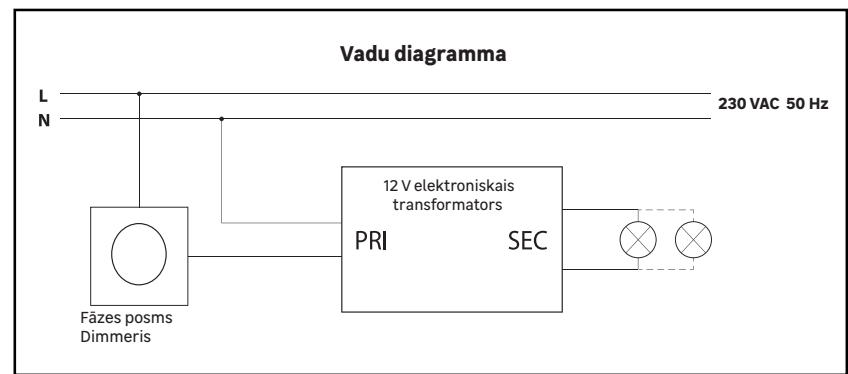 Vadu diagramma
L
230 VAC 50 Hz
N
12 V elektroniskais
transformators
PRI
SEC
Fāzes posms
Dimmeris